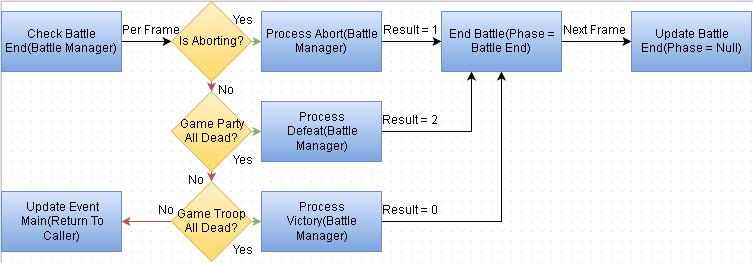 Check Battle
End(Battle Manager)
Per Frame
Is Aborting?
Yes
Process Abort(Battle
Manager)
Result = 1
End Battle(Phase =
Battle End)
Next Frame
Update Battle
End(Phase = Null)
No
Game Party
All Dead?
Yes
Process
Defeat(Battle
Manager)
Result = 2
No
Update Event
Main(Return To
Caller)
No
Game Troop
All Dead?
Yes
Process
Victory(Battle
Manager)
Result = 0